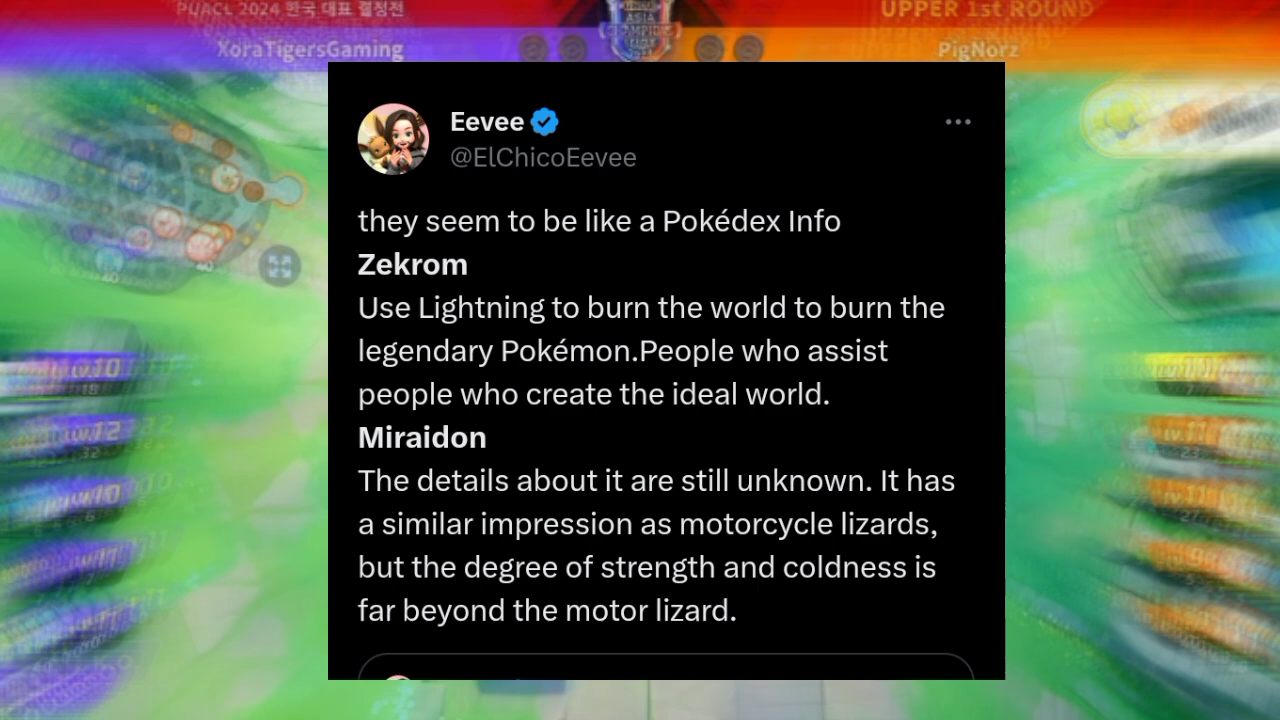 PUACL 2024 한국 대표 결정전
UPPER 1st ROUND
ASIA
XoraTigersGaming
PigNorz
Eevee
@ElChicoEevee
they seem to be like a Pokédex Info
Zekrom
Use Lightning to burn the world to burn the
legendary Pokémon.People who assist
people who create the ideal world.
Miraidon
The details about it are still unknown. It has
a similar impression as motorcycle lizards,
but the degree of strength and coldness is
far beyond the motor lizard.